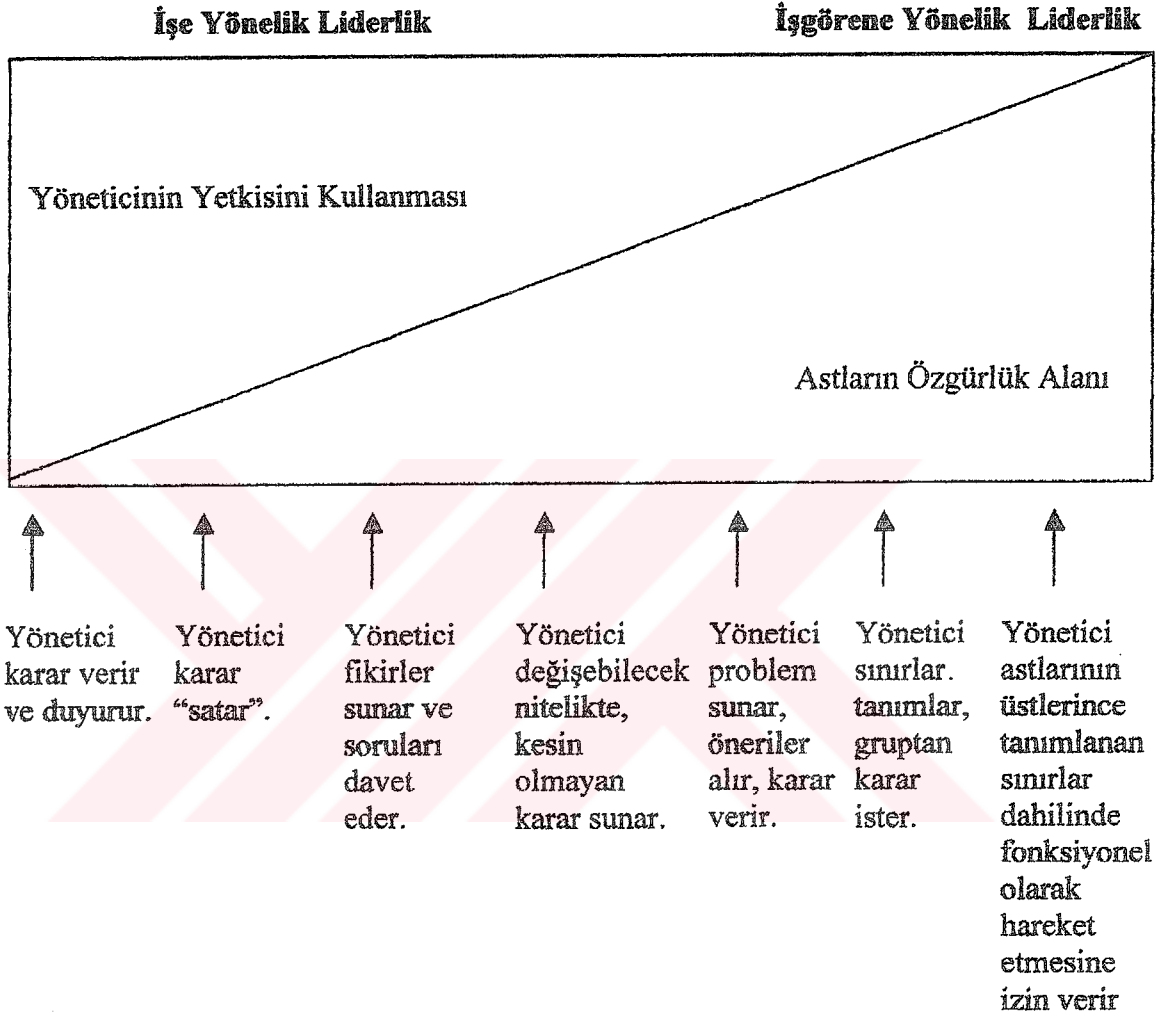 İşe Yönelik Liderlik
İşgörene Yönelik Liderlik
Yöneticinin Yetkisini Kullanması
Astların Özgürlük Alanı
Yönetici
karar verir
ve duyurur.
Yönetici
karar
“satar”.
Yönetici
fikirler
sunar ve
soruları
davet
eder.
Yönetici
değişebilecek
nitelikte,
kesin
olmayan
karar sunar.
Yönetici
problem
sunar,
öneriler
alır, karar
verir.
Yönetici
sınırlar.
tanımlar,
gruptan
karar
ister.
Yönetici
astlarının
üstlerince
tanımlanan
sınırlar
dahilinde
fonksiyonel
olarak
hareket
etmesine
izin verir